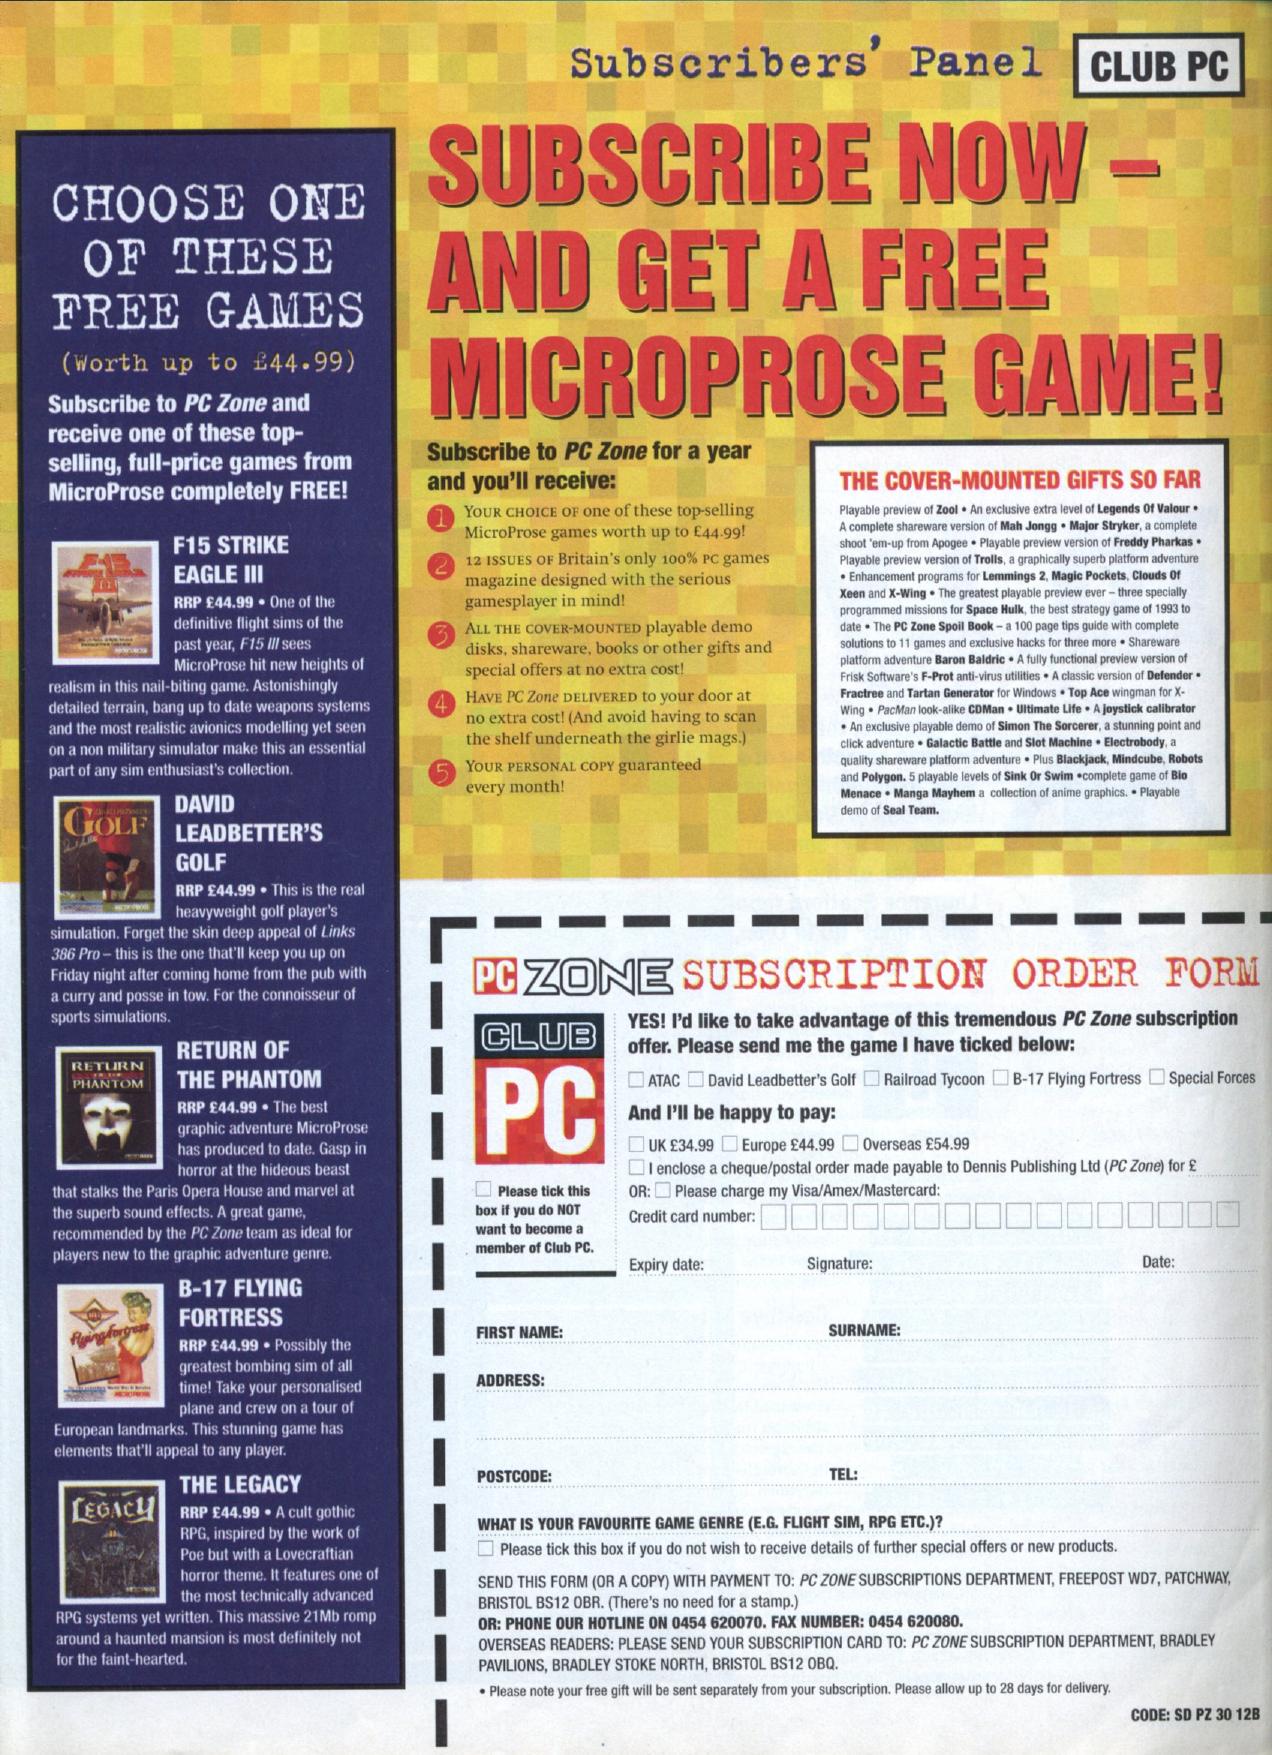 Subscribers' Panel
CLUB PC
SUBSCRIBE NOW –
AND GET A FREE
MICROPROSE GAME!
CHOOSE ONE
OF THESE
FREE GAMES
(Worth up to £44.99)
Subscribe to PC Zone and
receive one of these top-
selling, full-price games from
MicroProse completely FREE!
F15 STRIKE
EAGLE III
RRP £44.99 • One of the
definitive flight sims of the
past year, F15 III sees
MicroProse hit new heights of
realism in this nail-biting game. Astonishingly
detailed terrain, bang up to date weapons systems
and the most realistic avionics modelling yet seen
on a non military simulator make this an essential
part of any sim enthusiast's collection.
GOLF
DAVID
LEADBETTER'S
GOLF
RRP £44.99 • This is the real
heavyweight golf player's
simulation. Forget the skin deep appeal of Links
386 Pro – this is the one that'll keep you up on
Friday night after coming home from the pub with
a curry and posse in tow. For the connoisseur of
sports simulations.
RETURN
PHANTOM
RETURN OF
THE PHANTOM
RRP £44.99 • The best
graphic adventure MicroProse
has produced to date. Gasp in
horror at the hideous beast
that stalks the Paris Opera House and marvel at
the superb sound effects. A great game,
recommended by the PC Zone team as ideal for
players new to the graphic adventure genre.
Flying Fortress
B-17 FLYING
FORTRESS
RRP £44.99 • Possibly the
greatest bombing sim of all
time! Take your personalised
plane and crew on a tour of
European landmarks. This stunning game has
elements that'll appeal to any player.
LEGACY
THE LEGACY
RRP £44.99 • A cult gothic
RPG, inspired by the work of
Poe but with a Lovecraftian
horror theme. It features one of
the most technically advanced
RPG systems yet written. This massive 21Mb romp
around a haunted mansion is most definitely not
for the faint-hearted.
Subscribe to PC Zone for a year
and you'll receive:
1 YOUR CHOICE OF one of these top-selling
MicroProse games worth up to £44.99!
2 12 ISSUES OF Britain's only 100% PC games
magazine designed with the serious
gamesplayer in mind!
3 ALL THE COVER-MOUNTED playable demo
disks, shareware, books or other gifts and
special offers at no extra cost!
4 HAVE PC Zone DELIVERED to your door at
no extra cost! (And avoid having to scan
the shelf underneath the girlie mags.)
5 YOUR PERSONAL COPY guaranteed
every month!
THE COVER-MOUNTED GIFTS SO FAR
Playable preview of Zool • An exclusive extra level of Legends Of Valour •
A complete shareware version of Mah Jongg • Major Stryker, a complete
shoot 'em-up from Apogee • Playable preview version of Freddy Pharkas •
Playable preview version of Trolls, a graphically superb platform adventure
• Enhancement programs for Lemmings 2, Magic Pockets, Clouds Of
Xeen and X-Wing • The greatest playable preview ever – three specially
programmed missions for Space Hulk, the best strategy game of 1993 to
date • The PC Zone Spoil Book – a 100 page tips guide with complete
solutions to 11 games and exclusive hacks for three more • Shareware
platform adventure Baron Baldric • A fully functional preview version of
Frisk Software's F-Prot anti-virus utilities • A classic version of Defender •
Fractree and Tartan Generator for Windows • Top Ace wingman for X-
Wing • PacMan look-alike CDMan • Ultimate Life • A joystick calibrator
• An exclusive playable demo of Simon The Sorcerer, a stunning point and
click adventure • Galactic Battle and Slot Machine • Electrobody, a
quality shareware platform adventure • Plus Blackjack, Mindcube, Robots
and Polygon. 5 playable levels of Sink Or Swim •complete game of Bio
Menace • Manga Mayhem a collection of anime graphics. • Playable
demo of Seal Team.
PC ZONE SUBSCRIPTION ORDER FORM
CLUB
PC
Please tick this
box if you do NOT
want to become a
member of Club PC.
YES! I'd like to take advantage of this tremendous PC Zone subscription
offer. Please send me the game I have ticked below:
ATAC David Leadbetter's Golf Railroad Tycoon B-17 Flying Fortress Special Forces
And I'll be happy to pay:
UK £34.99 Europe £44.99 Overseas £54.99
I enclose a cheque/postal order made payable to Dennis Publishing Ltd (PC Zone) for £
OR: Please charge my Visa/Amex/Mastercard:
Credit card number:
Expiry date: Signature: Date:
FIRST NAME: SURNAME:
ADDRESS:
POSTCODE: TEL:
WHAT IS YOUR FAVOURITE GAME GENRE (E.G. FLIGHT SIM, RPG ETC.)?
Please tick this box if you do not wish to receive details of further special offers or new products.
SEND THIS FORM (OR A COPY) WITH PAYMENT TO: PC ZONE SUBSCRIPTIONS DEPARTMENT, FREEPOST WD7, PATCHWAY,
BRISTOL BS12 OBR. (There's no need for a stamp.)
OR: PHONE OUR HOTLINE ON 0454 620070. FAX NUMBER: 0454 620080.
OVERSEAS READERS: PLEASE SEND YOUR SUBSCRIPTION CARD TO: PC ZONE SUBSCRIPTION DEPARTMENT, BRADLEY
PAVILIONS, BRADLEY STOKE NORTH, BRISTOL BS12 OBQ.
• Please note your free gift will be sent separately from your subscription. Please allow up to 28 days for delivery.
CODE: SD PZ 30 12B